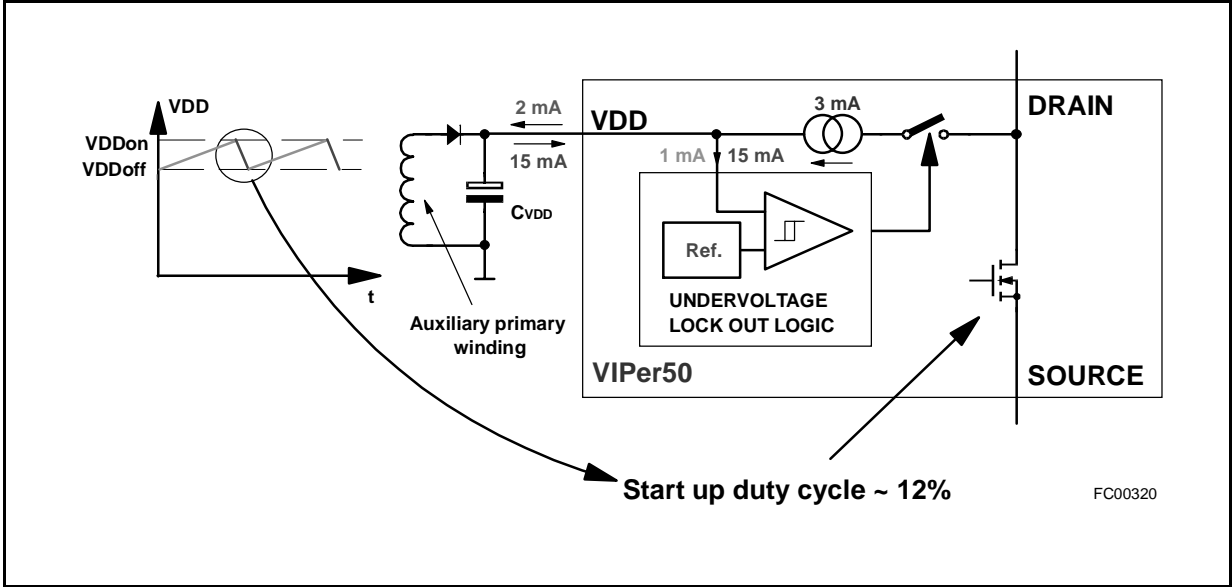 VDD
VDDon
VDDoff
t
2 mA
15 mA
CVDD
Auxiliary primary
winding
VDD
3 mA
DRAIN
1 mA
15 mA
Ref.
UNDERVOLTAGE
LOCK OUT LOGIC
VIPer50
SOURCE
Start up duty cycle ~ 12%
FC00320